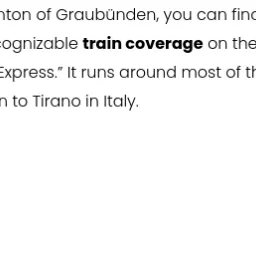 nton of Graubünden, you can find
cognizable train coverage on the
Express.” It runs around most of th
n to Tirano in Italy.